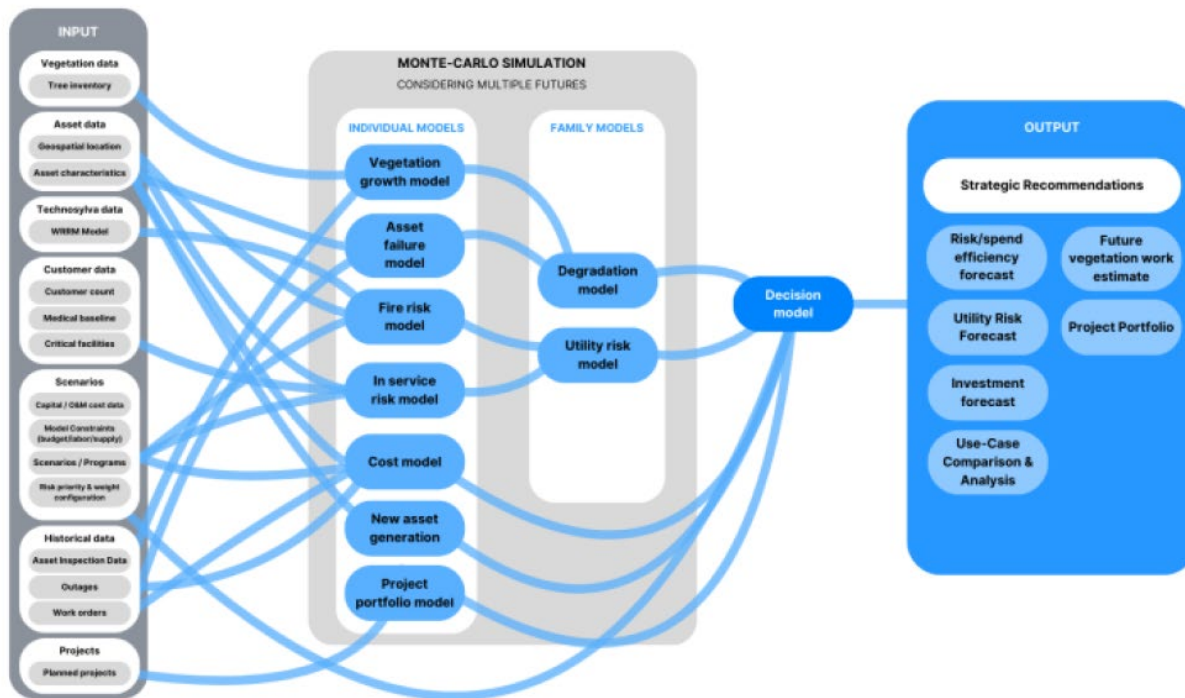 INPUT
Vegetation data
Tree inventory
Asset data
Geospatial location
Asset characteristics
Technosylva data
WRRM Model
Customer data
Customer count
Medical baseline
Critical facilities
Scenarios
Capital / O&M cost data
Model Constraints
(budget/labor/supply)
Scenarios / Programs
Risk priority & weight
configuration
Historical data
Asset Inspection Data
Outages
Work orders
Projects
Planned projects
MONTE-CARLO SIMULATION
CONSIDERING MULTIPLE FUTURES
INDIVIDUAL MODELS
Vegetation
growth model
Asset
failure
model
Fire risk
model
In service
risk model
Cost model
New asset
generation
Project
portfolio model
FAMILY MODELS
Degradation
model
Utility risk
model
Decision
model
OUTPUT
Strategic Recommendations
Risk/spend
efficiency
forecast
Future
vegetation work
estimate
Utility Risk
Forecast
Project Portfolio
Investment
forecast
Use-Case
Comparison &
Analysis